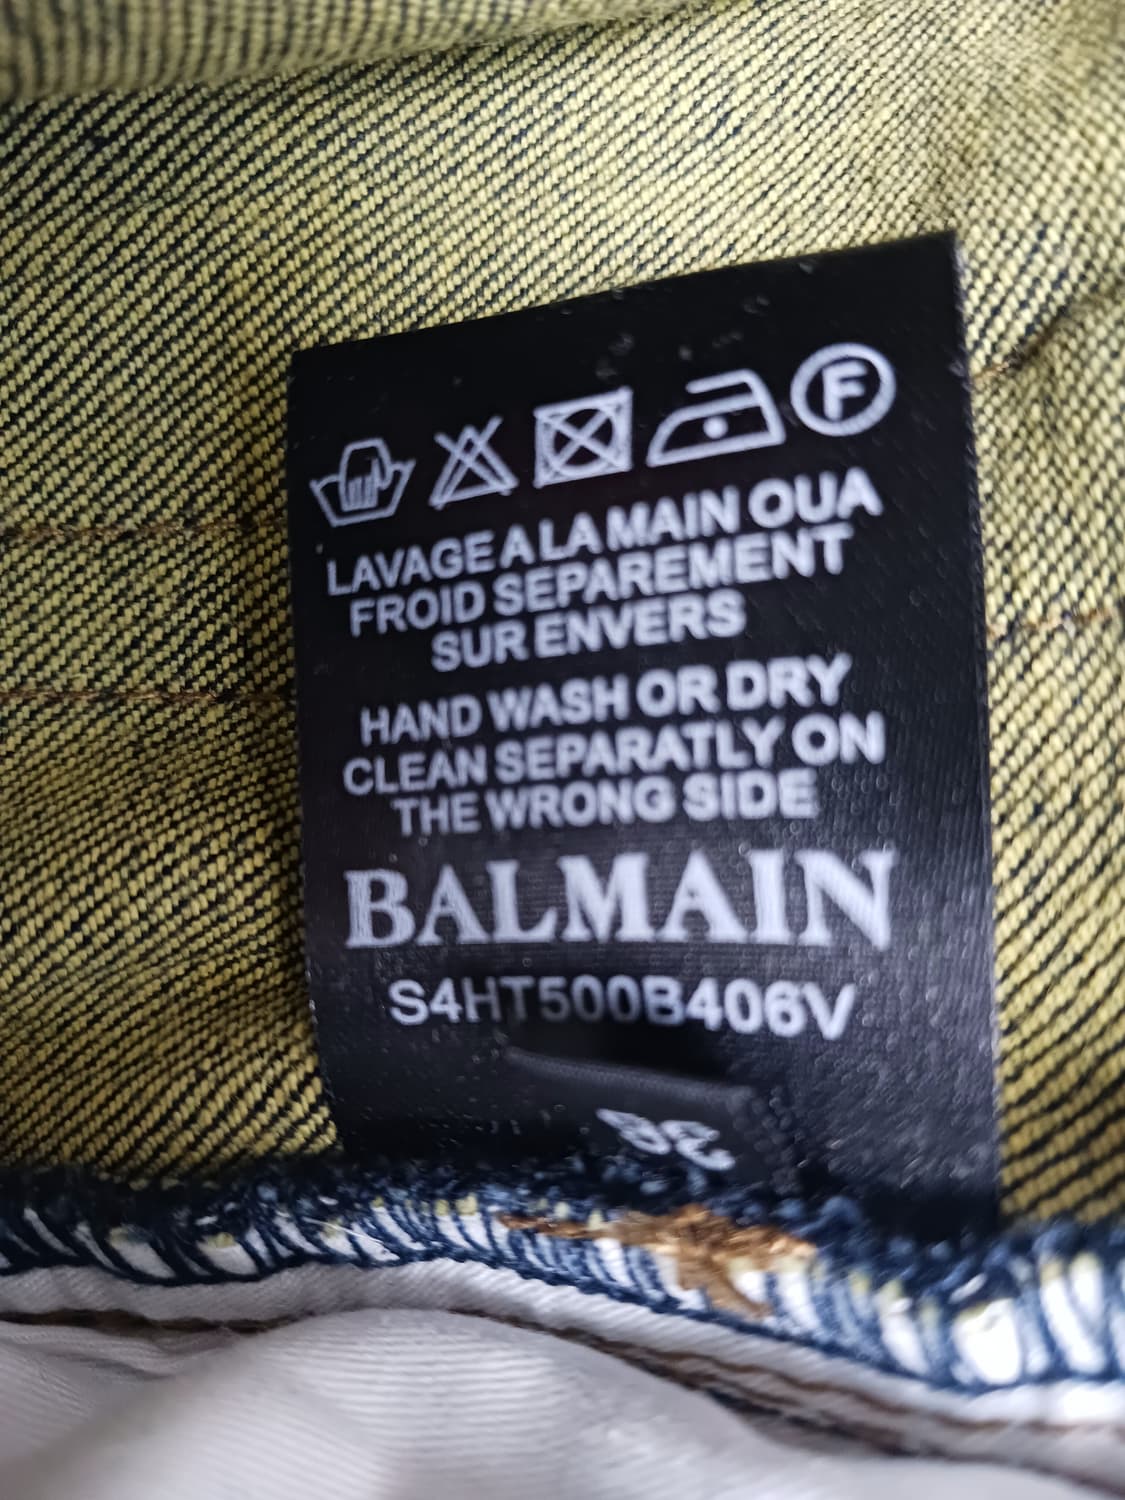 F
LAVAGE A LA MAIN OUA
FROID SEPAREMENT
SUR ENVERS
HAND WASH OR DRY
CLEAN SEPARATLY ON
THE WRONG SIDE
BALMAIN
S4HT500B406V